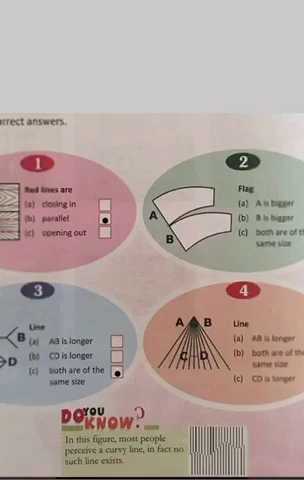 orrect answers.
1
Red lines are
(a) closing in
(b) parallel
(c) opening out
2
Flag
(a) A is bigger
(b) B is bigger
(c) both are of th
same size
A
B
3
Line
(a) AB is longer
(b) CD is longer
(c) both are of the
same size
B
D
4
A B
C D
Line
(a) AB is longer
(b) both are of the
same size
(c) CD is longer
DO YOU
KNOW?
In this figure, most people
perceive a curvy line, in fact no
such line exists.